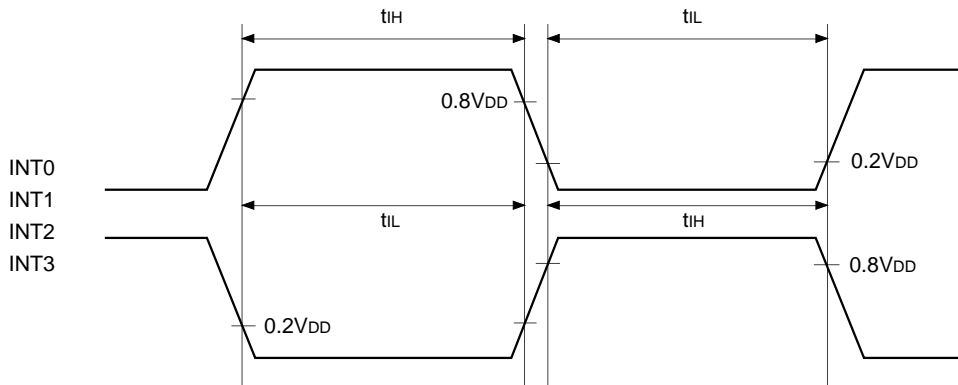 tIH tIL
0.8VDD
INT0 0.2VDD
INT1
tIL tIH
INT2
INT3 0.8VDD
0.2VDD